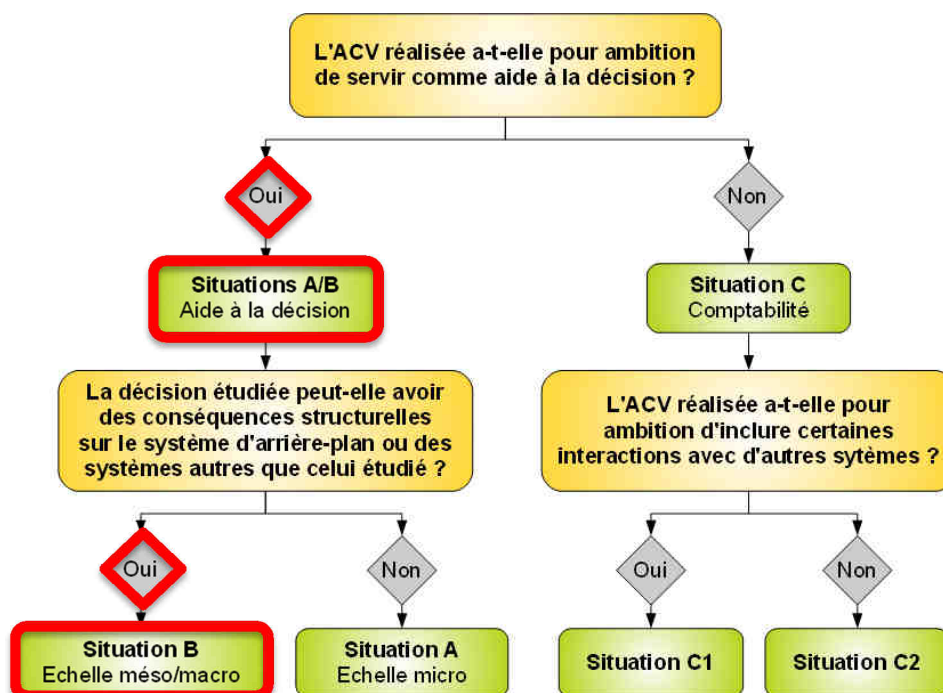 L'ACV réalisée a-t-elle pour ambition
de servir comme aide à la décision ?
Oui
Non
Situations A/B
Aide à la décision
Situation C
Comptabilité
La décision étudiée peut-elle avoir
des conséquences structurelles
sur le système d'arrière-plan ou des
systèmes autres que celui étudié ?
L'ACV réalisée a-t-elle pour
ambition d'inclure certaines
interactions avec d'autres sytèmes ?
Oui
Non
Oui
Non
Situation B
Echelle méso/macro
Situation A
Echelle micro
Situation C1
Situation C2